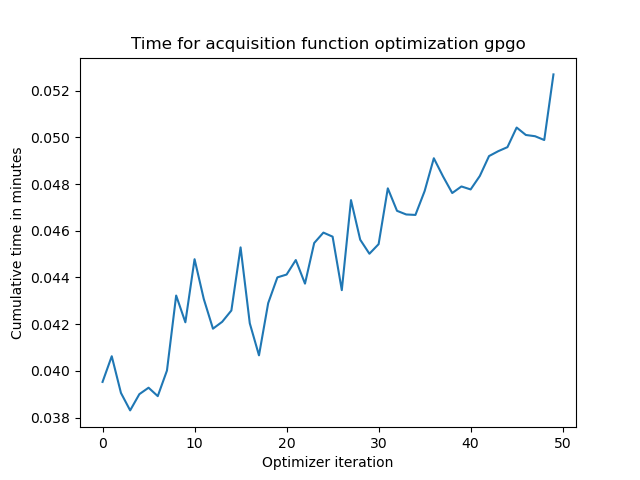 Time for acquisition function optimization gpgo
0.052
0.050
0.048
0.046
0.044
0.042
0.040
0.038
Cumulative time in minutes
0 10 20 30 40 50
Optimizer iteration